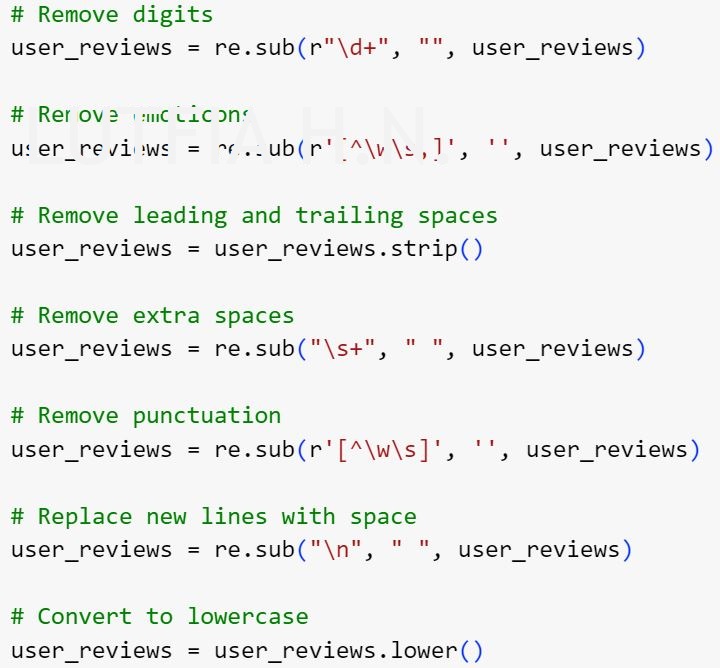 # Remove digits
user_reviews = re.sub(r"\d+", "", user_reviews)
# Remove emoticons
user_reviews = re.sub(r'[^\w\s,]', '', user_reviews)
LUTFIA H.N.
# Remove leading and trailing spaces
user_reviews = user_reviews.strip()
# Remove extra spaces
user_reviews = re.sub("\s+", " ", user_reviews)
# Remove punctuation
user_reviews = re.sub(r'[^\w\s]', '', user_reviews)
# Replace new lines with space
user_reviews = re.sub("\n", " ", user_reviews)
# Convert to lowercase
user_reviews = user_reviews.lower()